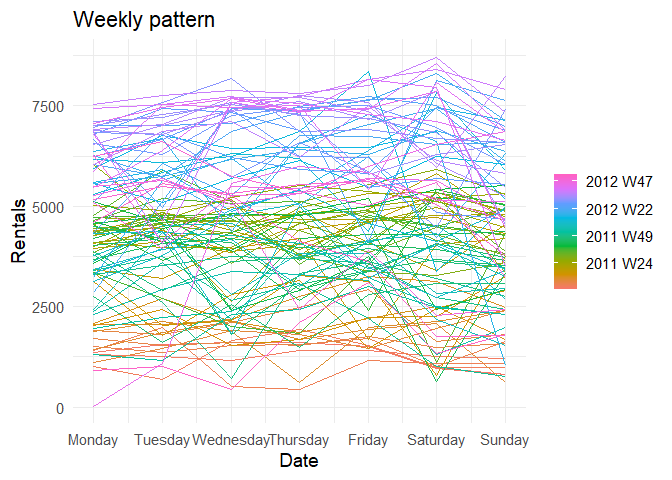 Weekly pattern
Rentals
7500
5000
2500
0
Monday Tuesday Wednesday Thursday Friday Saturday Sunday
Date
2012 W47
2012 W22
2011 W49
2011 W24